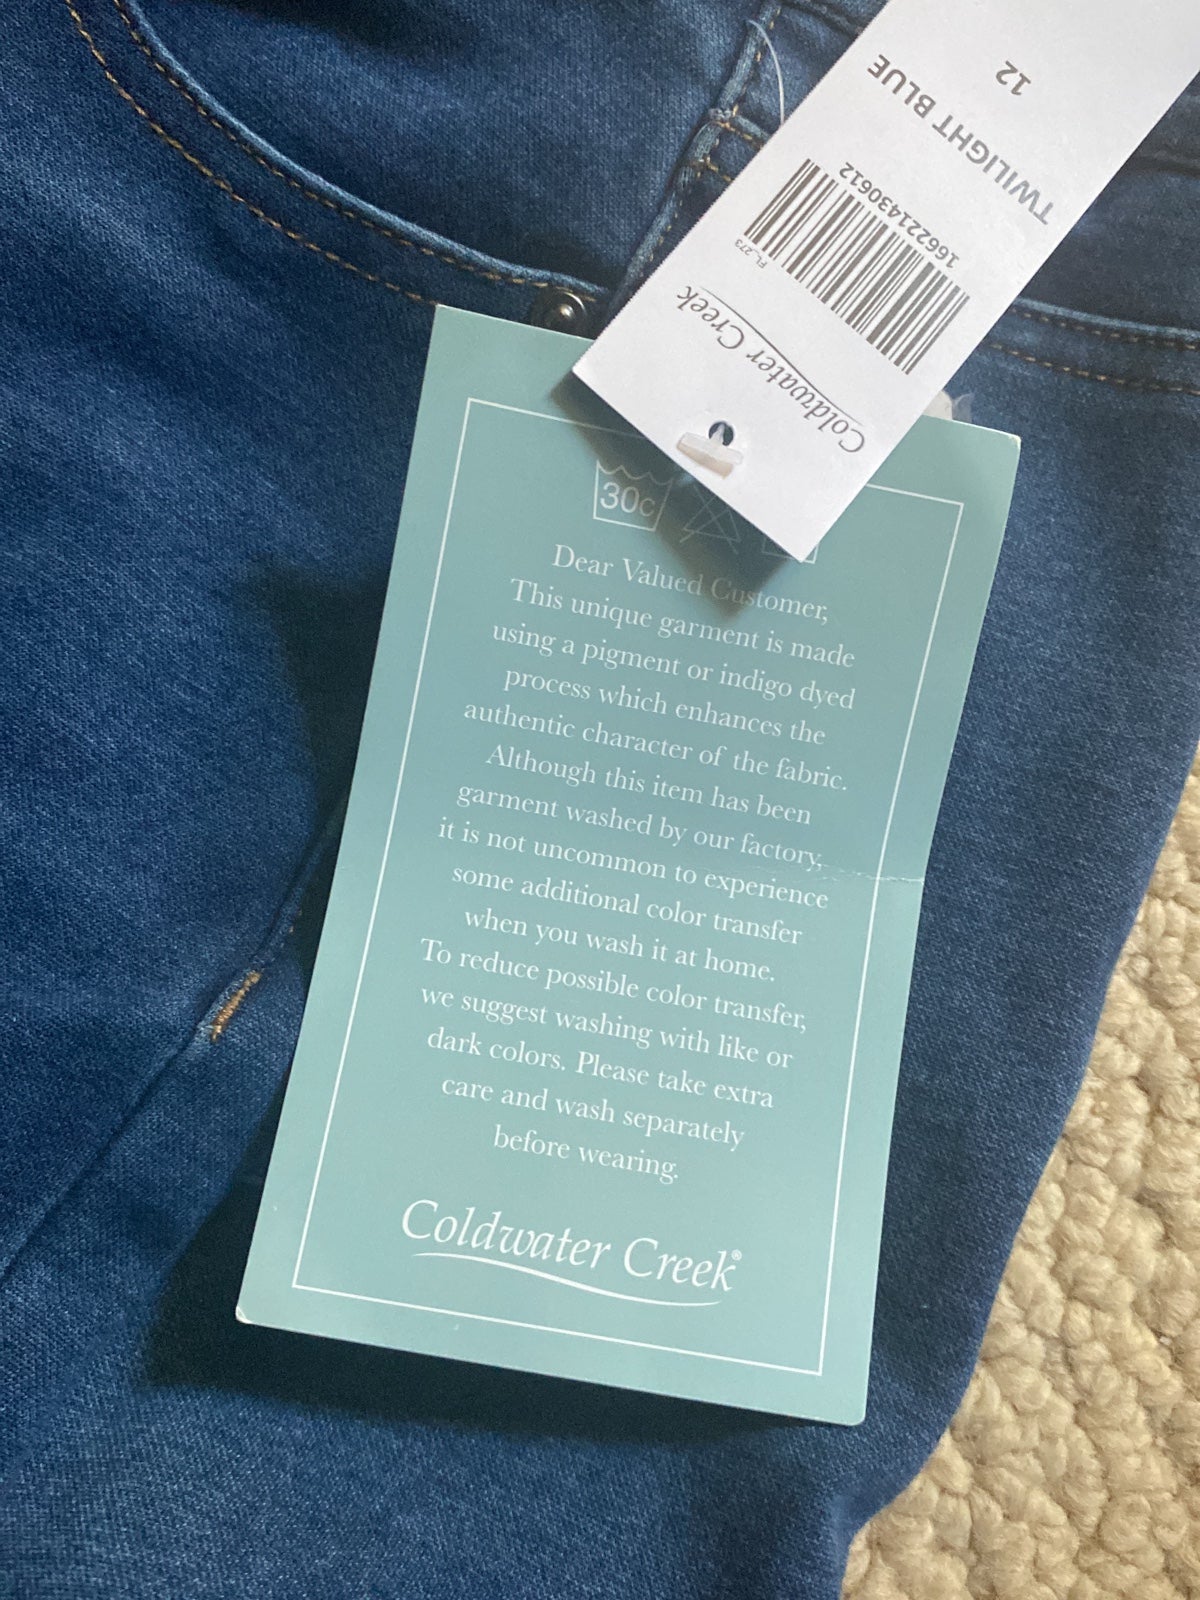 12
TWILIGHT BLUE
166221430612
FL 273
Coldwater Creek
30c
Dear Valued Customer,
This unique garment is made
using a pigment or indigo dyed
process which enhances the
authentic character of the fabric.
Although this item has been
garment washed by our factory,
it is not uncommon to experience
some additional color transfer
when you wash it at home.
To reduce possible color transfer,
we suggest washing with like or
dark colors. Please take extra
care and wash separately
before wearing.
Coldwater Creek®